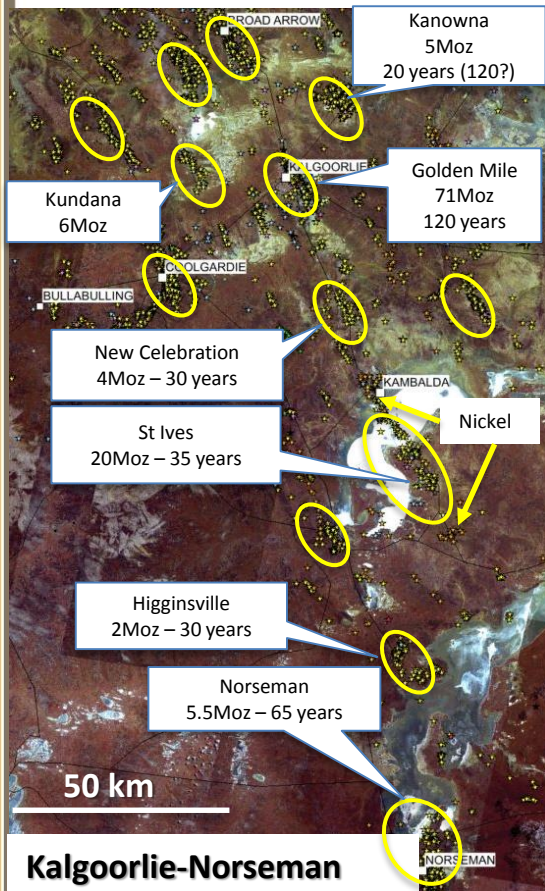 BROAD ARROW
Kanowna
5Moz
20 years (120?)
KALGOORLIE
Kundana
6Moz
Golden Mile
71Moz
120 years
COOLGARDIE
BULLABULLING
New Celebration
4Moz – 30 years
KAMBALDA
Nickel
St Ives
20Moz – 35 years
Higginsville
2Moz – 30 years
Norseman
5.5Moz – 65 years
50 km
Kalgoorlie-Norseman
NORSEMAN